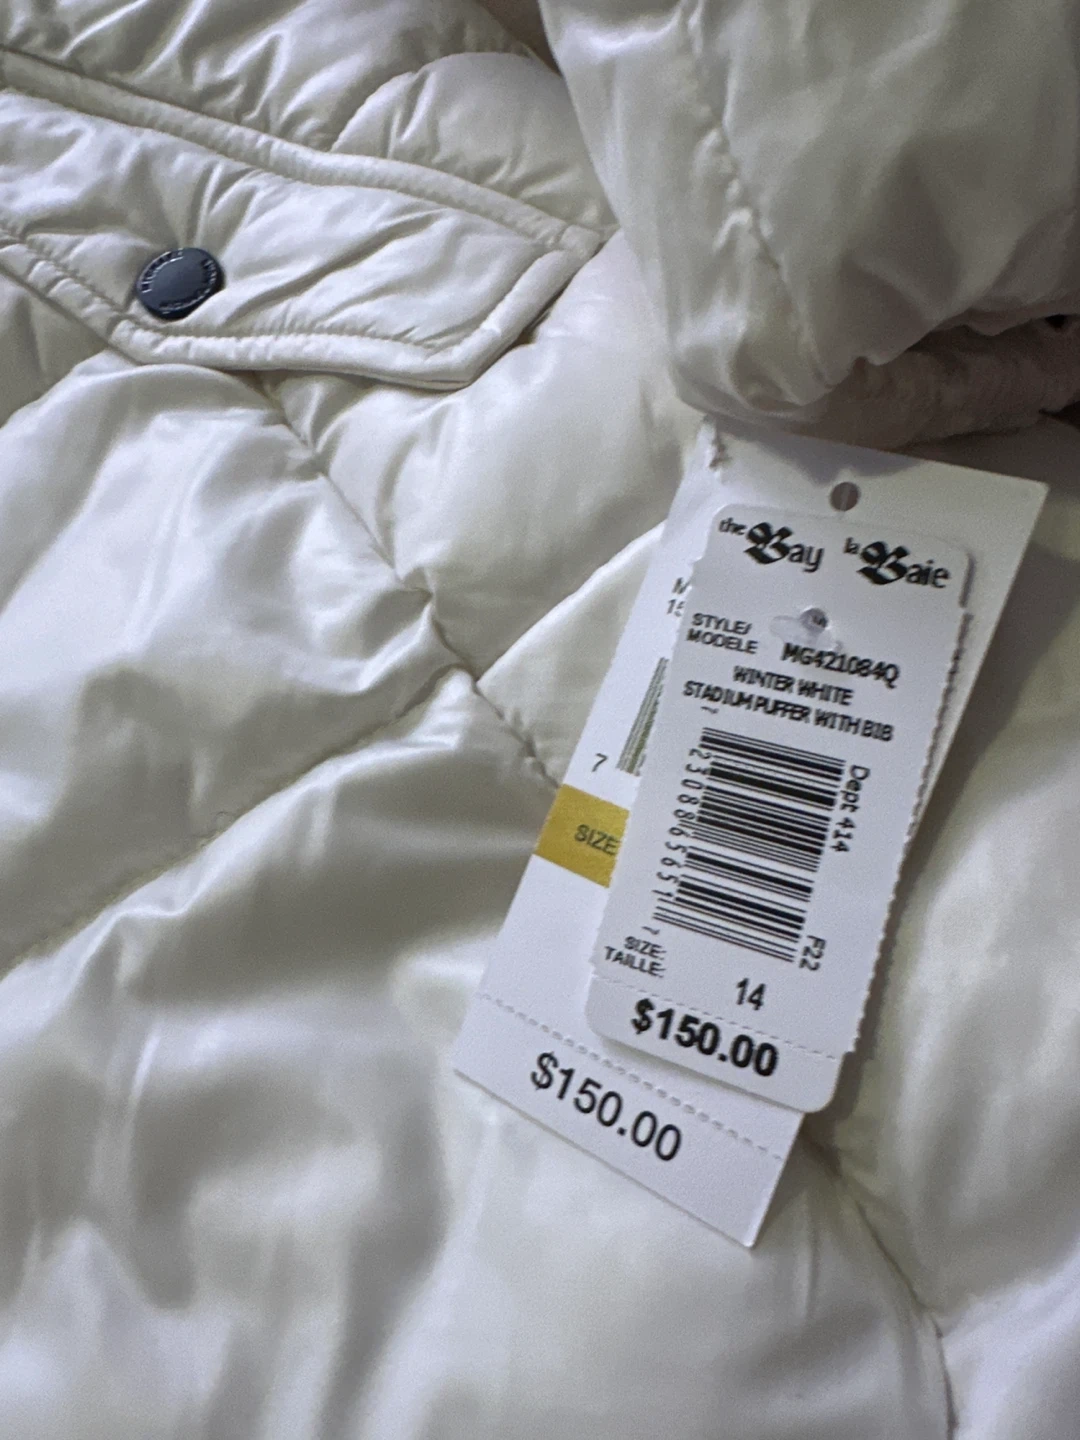 the Bay la Baie
STYLE/
MODELE MG421084Q
WINTER WHITE
STADIUM PUFFER WITH BIB
Dept 414
F22
SIZE:
TAILLE:
14
$150.00
7
SIZE
$150.00